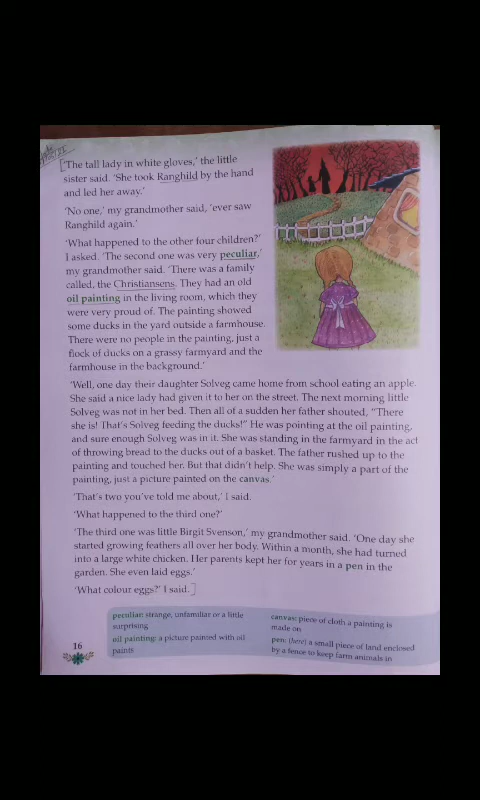 ['The tall lady in white gloves,' the little
sister said. 'She took Ranghild by the hand
and led her away.'
'No one,' my grandmother said, 'ever saw
Ranghild again.'
'What happened to the other four children?'
I asked. 'The second one was very peculiar,'
my grandmother said. 'There was a family
called, the Christiansens. They had an old
oil painting in the living room, which they
were very proud of. The painting showed
some ducks in the yard outside a farmhouse.
There were no people in the painting, just a
flock of ducks on a grassy farmyard and the
farmhouse in the background.'
'Well, one day their daughter Solveg came home from school eating an apple.
She said a nice lady had given it to her on the street. The next morning little
Solveg was not in her bed. Then all of a sudden her father shouted, "There
she is! That's Solveg feeding the ducks!" He was pointing at the oil painting,
and sure enough Solveg was in it. She was standing in the farmyard in the act
of throwing bread to the ducks out of a basket. The father rushed up to the
painting and touched her. But that didn't help. She was simply a part of the
painting, just a picture painted on the canvas.'
'That's two you've told me about,' I said.
'What happened to the third one?'
'The third one was little Birgit Svenson,' my grandmother said. 'One day she
started growing feathers all over her body. Within a month, she had turned
into a large white chicken. Her parents kept her for years in a pen in the
garden. She even laid eggs.'
'What colour eggs?' I said.]
peculiar: strange, unfamiliar or a little
surprising
oil painting: a picture painted with oil
paints
canvas: piece of cloth a painting is
made on
pen: (here) a small piece of land enclosed
by a fence to keep farm animals in
16